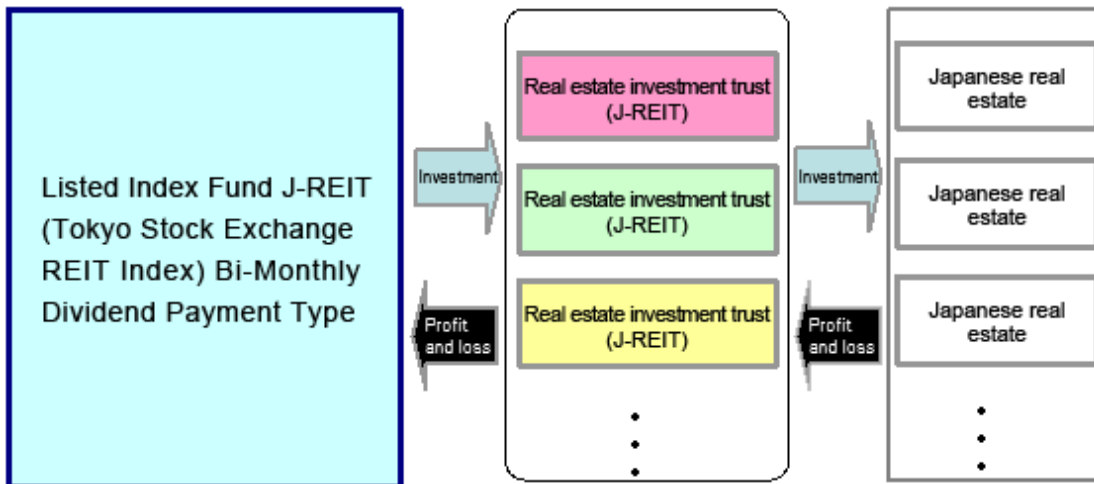 Listed Index Fund J-REIT
(Tokyo Stock Exchange
REIT Index) Bi-Monthly
Dividend Payment Type
Investment
Profit
and loss
Real estate investment trust
(J-REIT)
Real estate investment trust
(J-REIT)
Real estate investment trust
(J-REIT)
Investment
Profit
and loss
Japanese real
estate
Japanese real
estate
Japanese real
estate